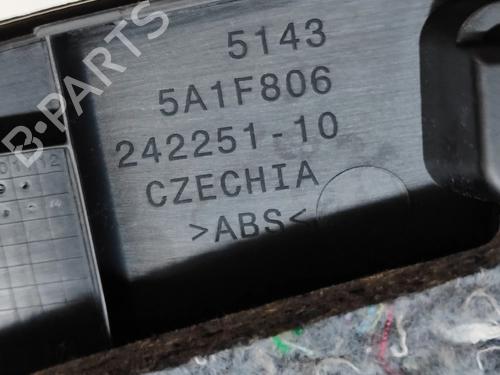 B-PARTS
5143
5A1F806
242251-10
CZECHIA
>ABS<